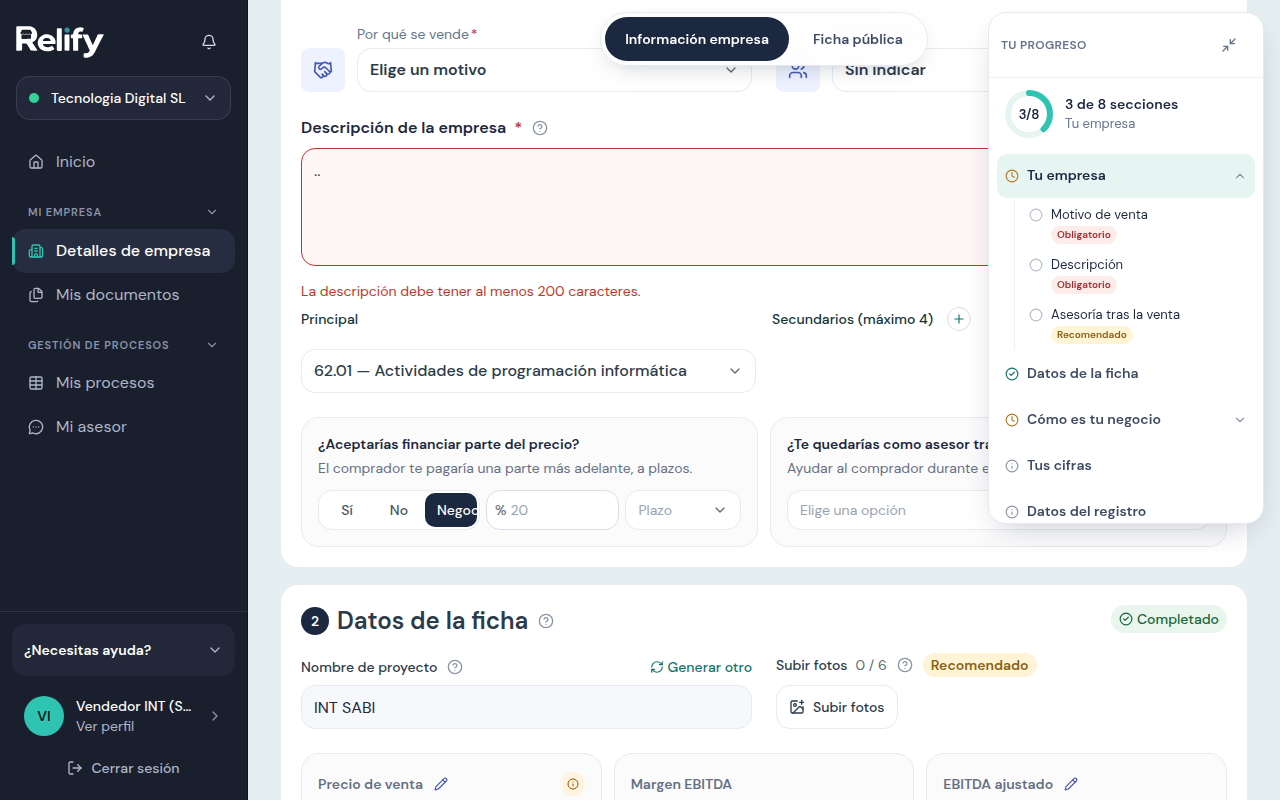 Relify
Tecnologia Digital SL
Inicio
MI EMPRESA
Detalles de empresa
Mis documentos
GESTIÓN DE PROCESOS
Mis procesos
Mi asesor
¿Necesitas ayuda?
VI
Vendedor INT (S...
Ver perfil
Cerrar sesión
Información empresa
Ficha pública
Por qué se vende*
Elige un motivo
Sin indicar
Descripción de la empresa *
..
La descripción debe tener al menos 200 caracteres.
Principal
Secundarios (máximo 4)
62.01 — Actividades de programación informática
¿Aceptarías financiar parte del precio?
El comprador te pagaría una parte más adelante, a plazos.
Sí
No
Negoc
% 20
Plazo
¿Te quedarías como asesor tra
Ayudar al comprador durante e
Elige una opción
2 Datos de la ficha
Completado
Nombre de proyecto
Generar otro
INT SABI
Subir fotos 0 / 6
Recomendado
Subir fotos
Precio de venta
Margen EBITDA
EBITDA ajustado
TU PROGRESO
3/8
3 de 8 secciones
Tu empresa
Tu empresa
Motivo de venta
Obligatorio
Descripción
Obligatorio
Asesoría tras la venta
Recomendado
Datos de la ficha
Cómo es tu negocio
Tus cifras
Datos del registro